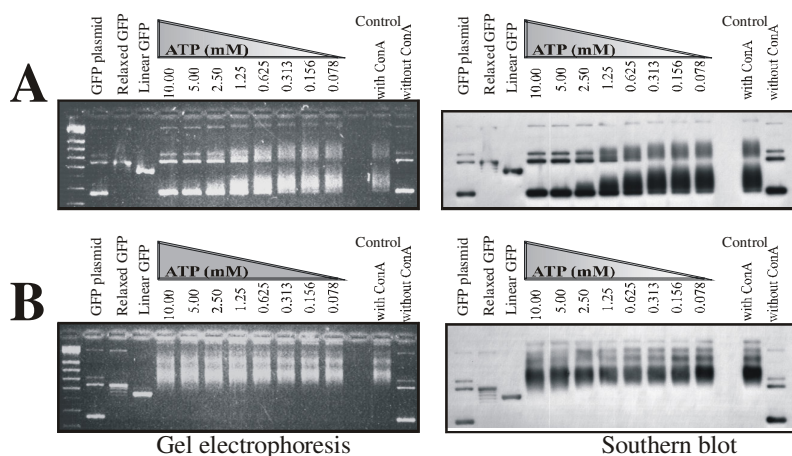 Control
Control
ATP (mM)
ATP (mM)
GFP plasmid
Relaxed GFP
Linear GFP
10.00
5.00
2.50
1.25
0.625
0.313
0.156
0.078
with ConA
without ConA
GFP plasmid
Relaxed GFP
Linear GFP
10.00
5.00
2.50
1.25
0.625
0.313
0.156
0.078
with ConA
without ConA
A
Control
Control
ATP (mM)
ATP (mM)
GFP plasmid
Relaxed GFP
Linear GFP
10.00
5.00
2.50
1.25
0.625
0.313
0.156
0.078
with ConA
without ConA
GFP plasmid
Relaxed GFP
Linear GFP
10.00
5.00
2.50
1.25
0.625
0.313
0.156
0.078
with ConA
without ConA
B
Gel electrophoresis
Southern blot